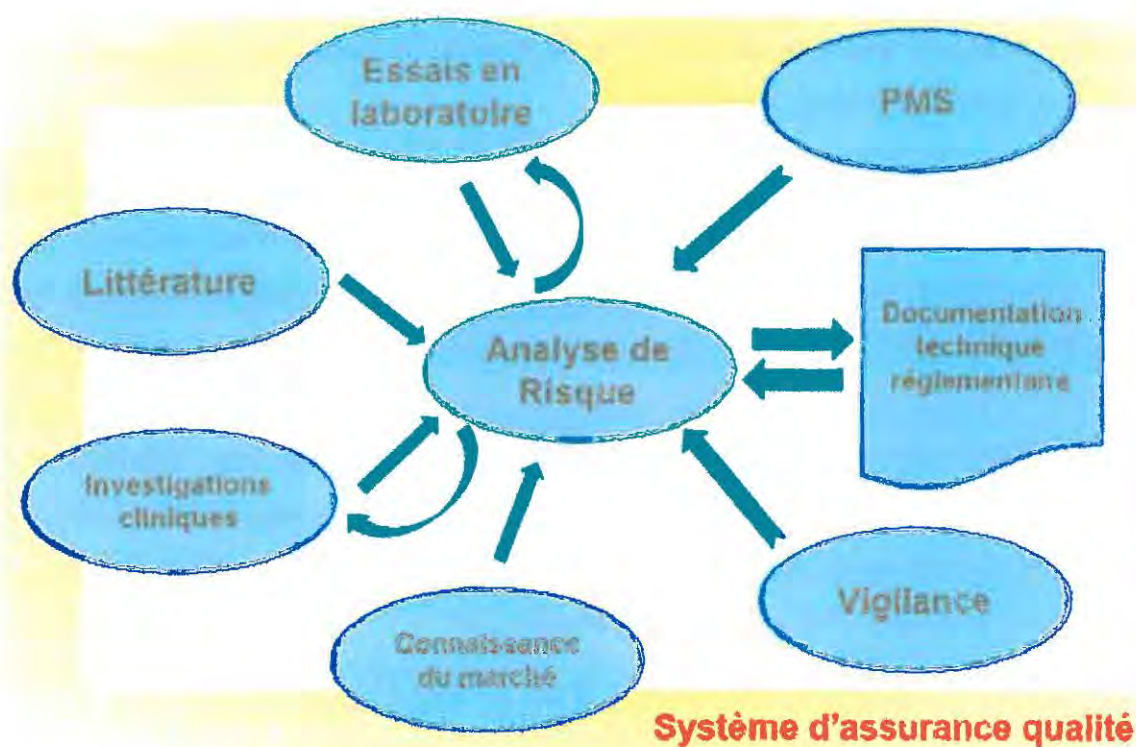 Essais en
laboratoire
PMS
Littérature
Documentation
technique
réglementaire
Analyse de
Risque
Investigations
cliniques
Vigilance
Connaissance
du marché
Système d'assurance qualité